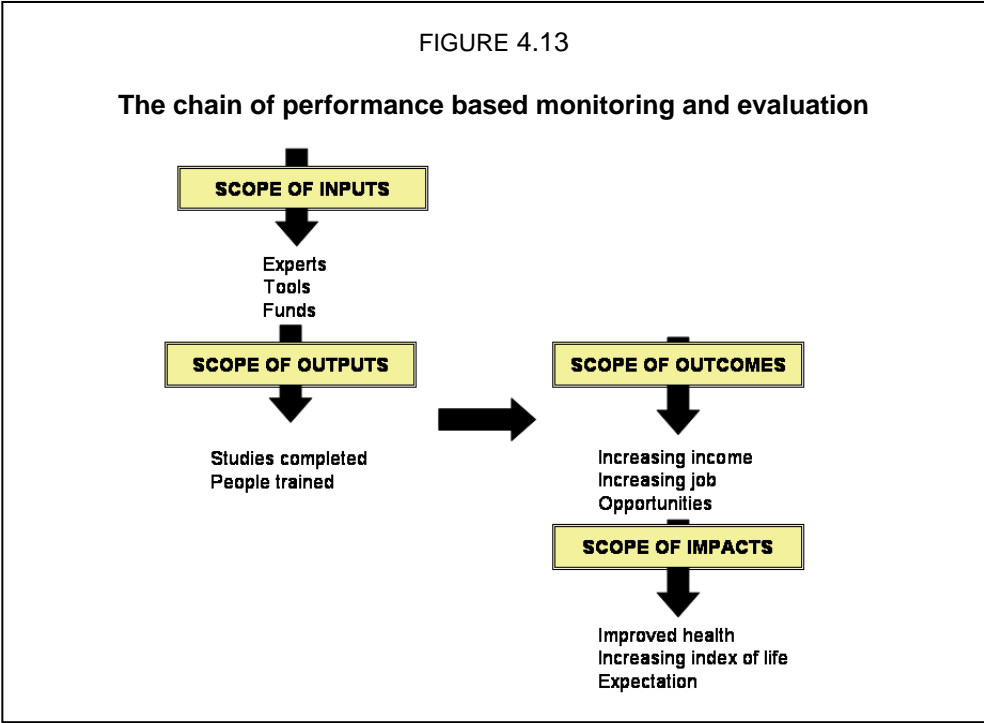 FIGURE 4.13
The chain of performance based monitoring and evaluation
SCOPE OF INPUTS
Experts
Tools
Funds
SCOPE OF OUTPUTS
Studies completed
People trained
SCOPE OF OUTCOMES
Increasing income
Increasing job
Opportunities
SCOPE OF IMPACTS
Improved health
Increasing index of life
Expectation